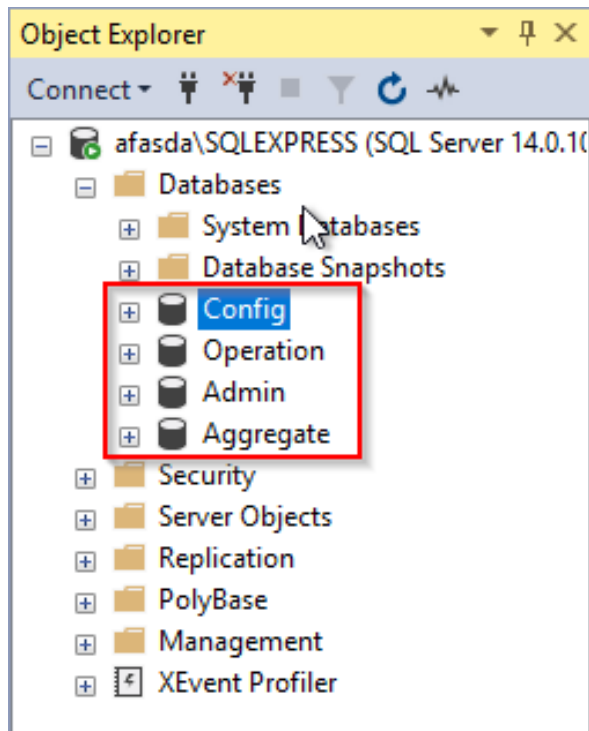 Object Explorer
Connect
afasda\SQLEXPRESS (SQL Server 14.0.10
Databases
System Databases
Database Snapshots
Config
Operation
Admin
Aggregate
Security
Server Objects
Replication
PolyBase
Management
XEvent Profiler